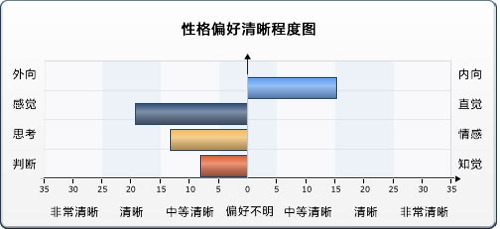 性格偏好清晰程度图
外向 内向
感觉 直觉
思考 情感
判断 知觉
35 30 25 20 15 10 5 0 5 10 15 20 25 30 35
非常清晰 清晰 中等清晰 偏好不明 中等清晰 清晰 非常清晰